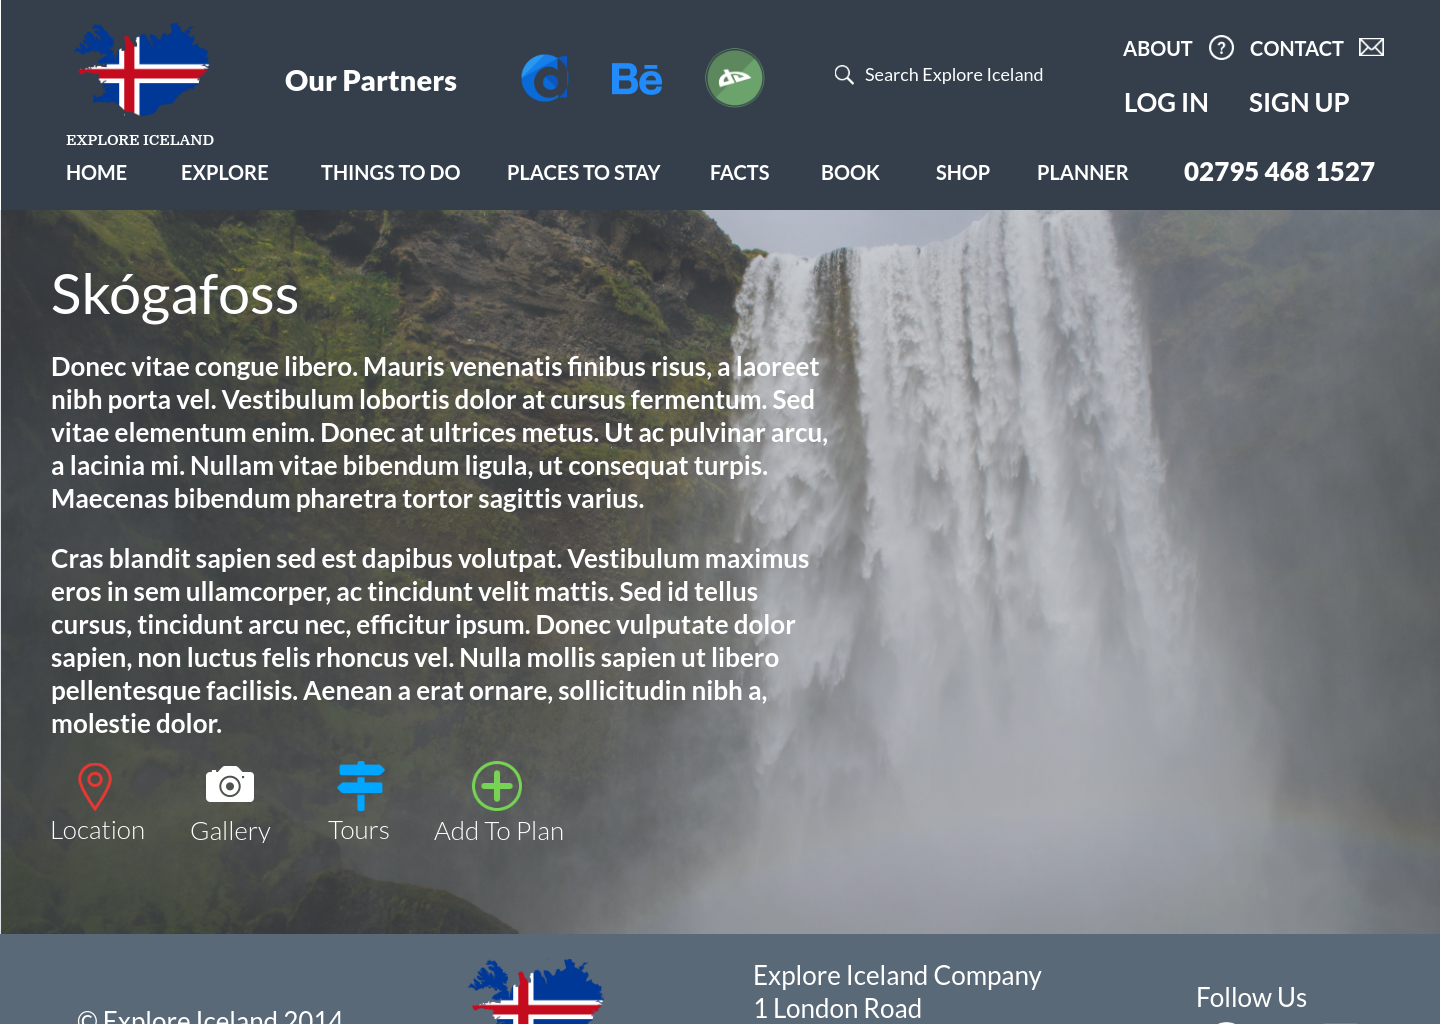 EXPLORE ICELAND
Our Partners
Bē
Search Explore Iceland
ABOUT ? CONTACT
LOG IN SIGN UP
HOME EXPLORE THINGS TO DO PLACES TO STAY FACTS BOOK SHOP PLANNER 02795 468 1527
Skógafoss
Donec vitae congue libero. Mauris venenatis finibus risus, a laoreet
nibh porta vel. Vestibulum lobortis dolor at cursus fermentum. Sed
vitae elementum enim. Donec at ultrices metus. Ut ac pulvinar arcu,
a lacinia mi. Nullam vitae bibendum ligula, ut consequat turpis.
Maecenas bibendum pharetra tortor sagittis varius.
Cras blandit sapien sed est dapibus volutpat. Vestibulum maximus
eros in sem ullamcorper, ac tincidunt velit mattis. Sed id tellus
cursus, tincidunt arcu nec, efficitur ipsum. Donec vulputate dolor
sapien, non luctus felis rhoncus vel. Nulla mollis sapien ut libero
pellentesque facilisis. Aenean a erat ornare, sollicitudin nibh a,
molestie dolor.
Location Gallery Tours Add To Plan
© Explore Iceland 2014
Explore Iceland Company
1 London Road
Follow Us